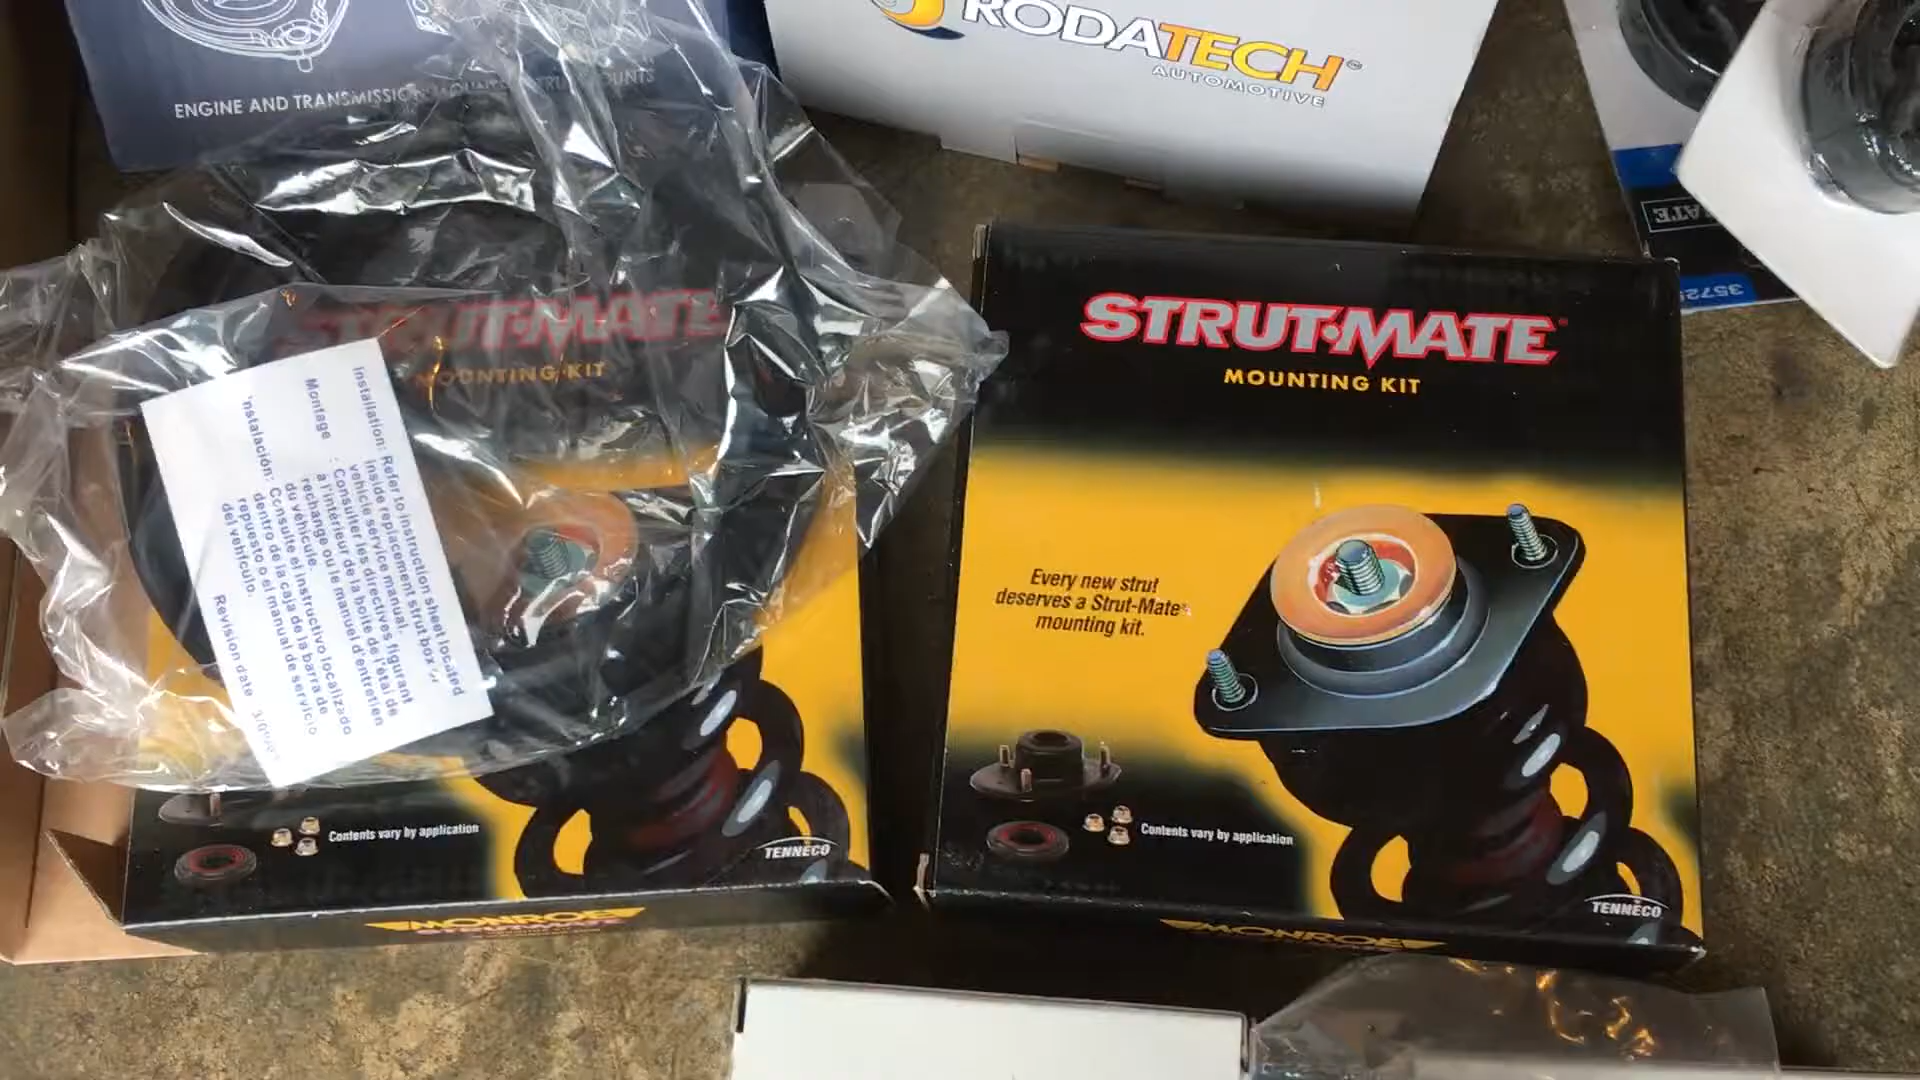 ENGINE AND TRANSMISSION MOUNTS STRUT MOUNTS
RODATECH
AUTOMOTIVE
STRUT-MATE
MOUNTING KIT
Installation: Refer to instruction sheet located
inside replacement strut box or
vehicle service manual.
Montage : Consulter les directives figurant
à l'intérieur de la boîte de l'étai de
rechange ou le manuel d'entretien
du véhicule.
Instalación: Consulte el instructivo localizado
dentro de la caja de la barra de
repuesto o el manual de servicio
del vehículo.
Revision date
Contents vary by application
TENNECO
MONROE
STRUT-MATE
MOUNTING KIT
Every new strut
deserves a Strut-Mate
mounting kit.
Contents vary by application
TENNECO
MONROE